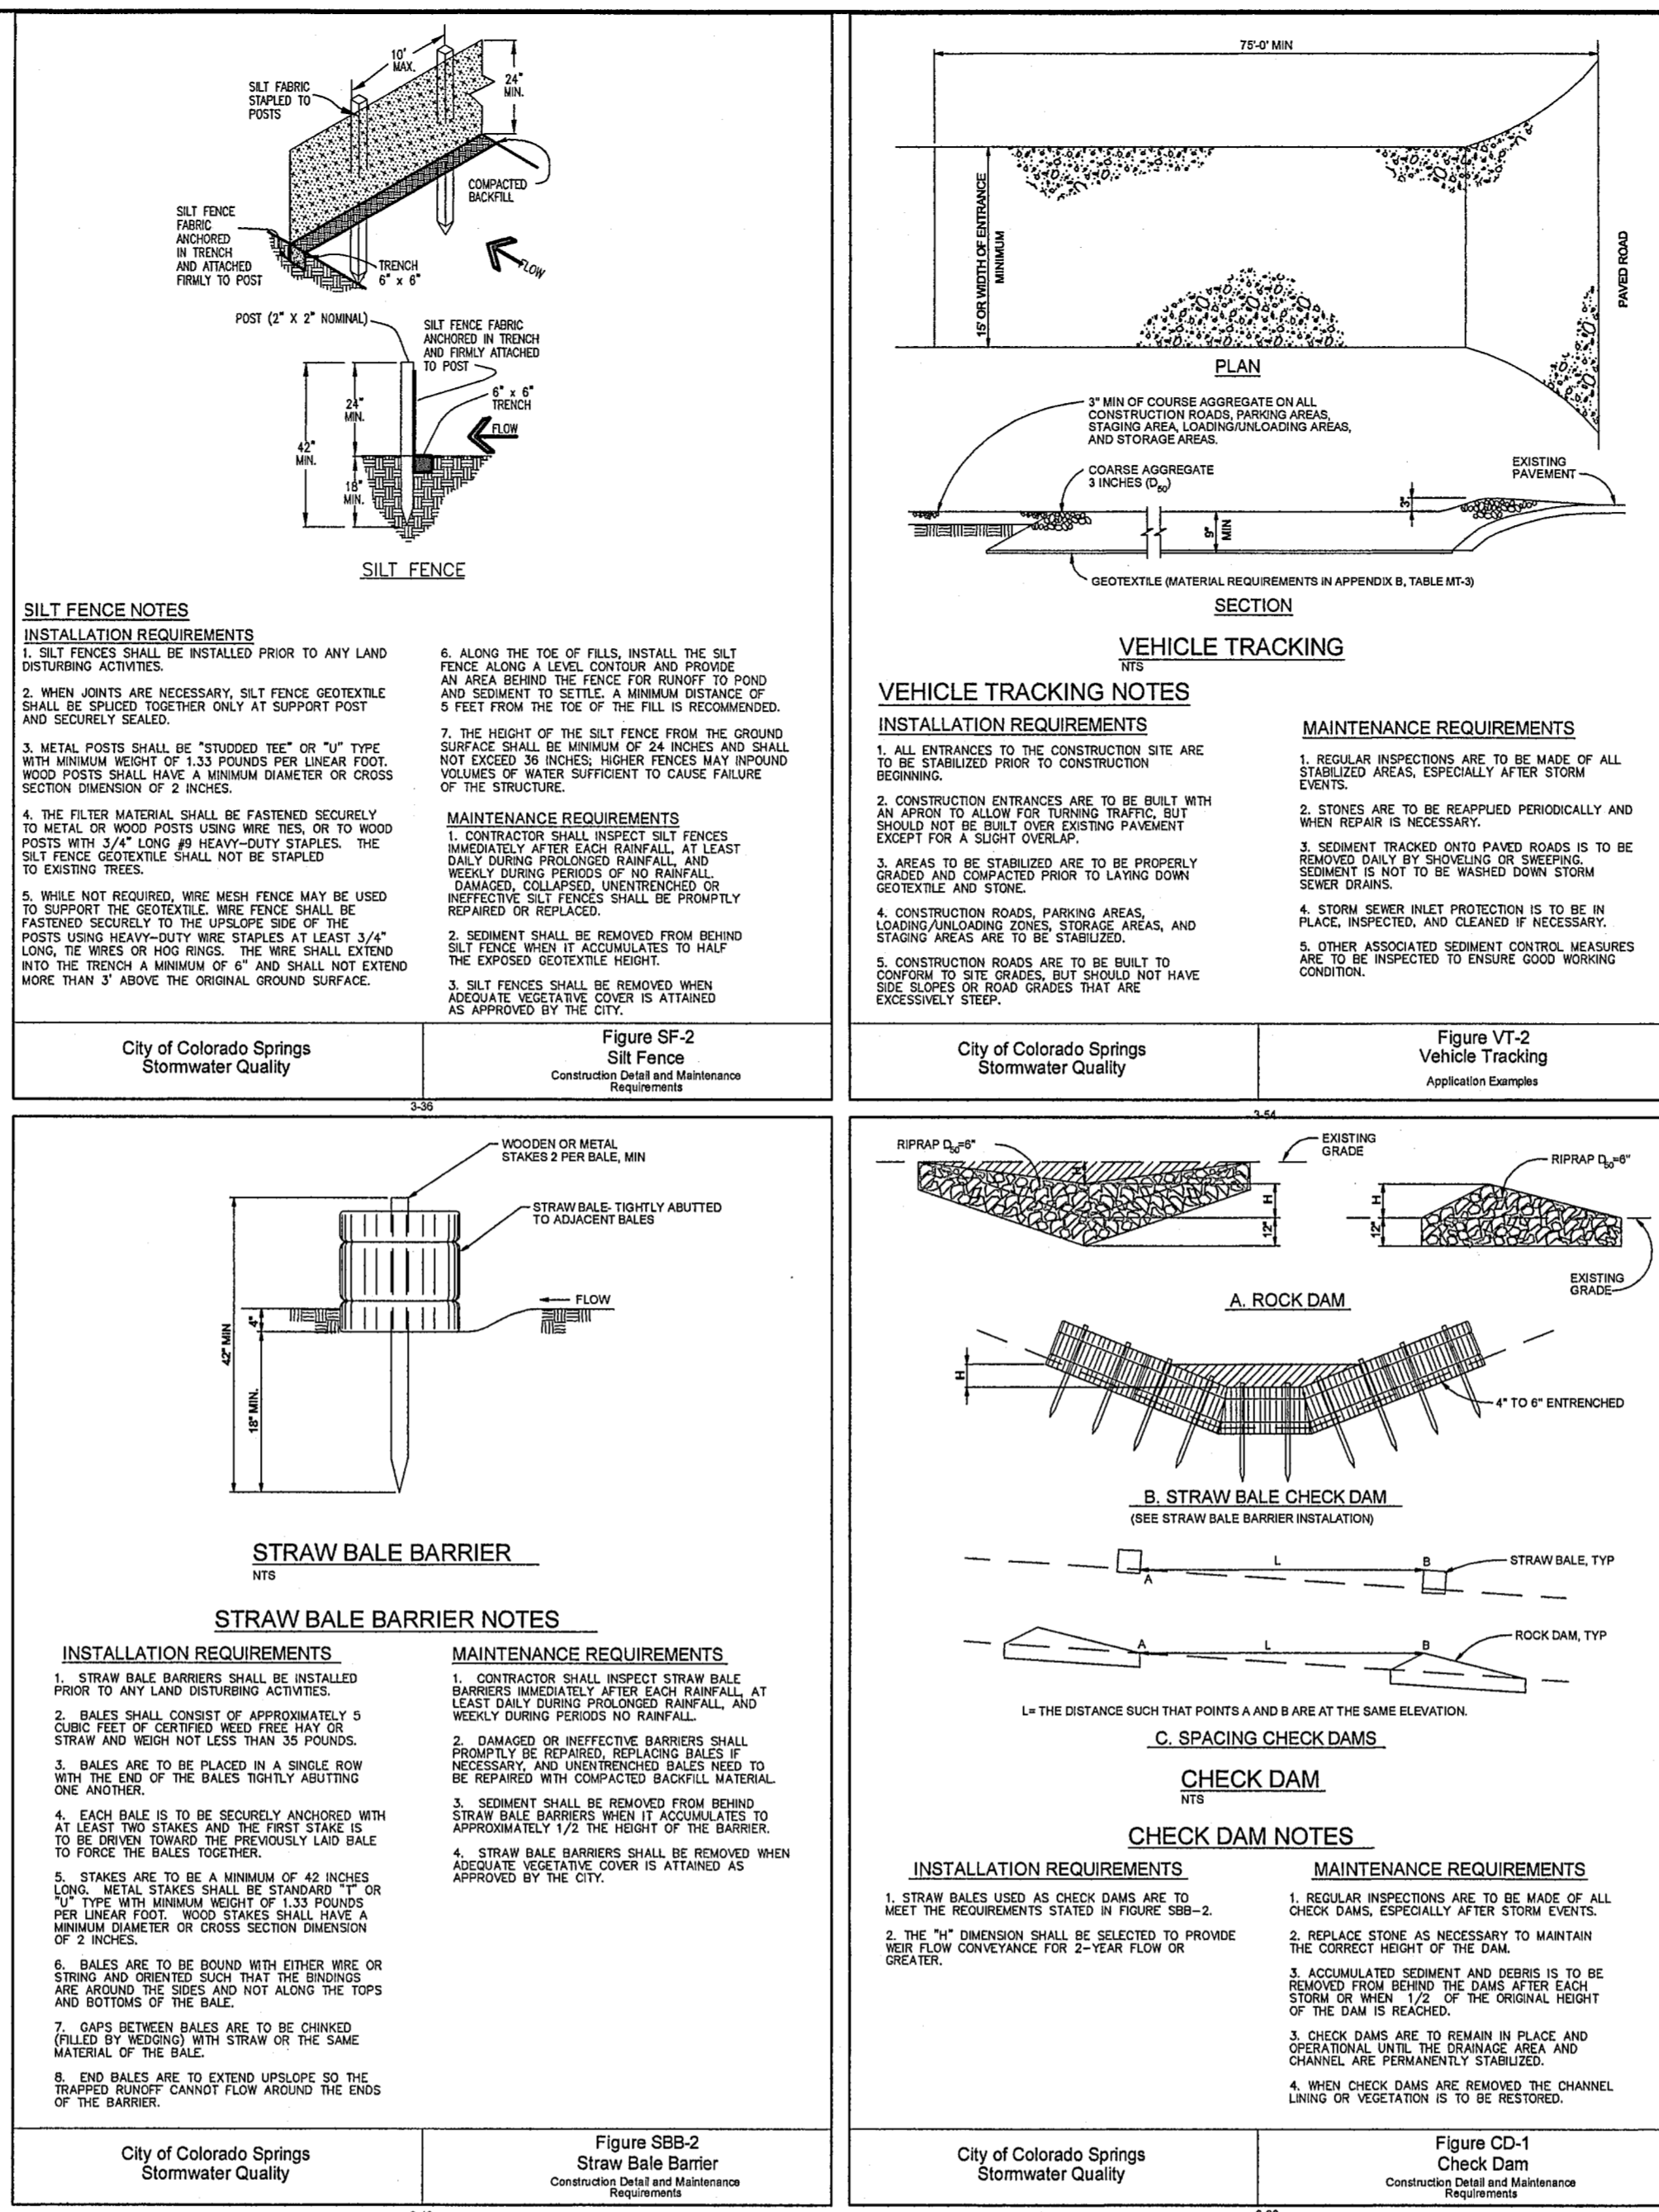 10'
MAX.
24"
MIN.
SILT FABRIC
STAPLED TO
POSTS
COMPACTED
BACKFILL
SILT FENCE
FABRIC
ANCHORED
IN TRENCH
AND ATTACHED
FIRMLY TO POST
TRENCH
6" x 6"
FLOW
POST (2" X 2" NOMINAL)
SILT FENCE FABRIC
ANCHORED IN TRENCH
AND FIRMLY ATTACHED
TO POST
6" x 6"
TRENCH
FLOW
24"
MIN.
42"
MIN.
18"
MIN.
SILT FENCE
SILT FENCE NOTES
INSTALLATION REQUIREMENTS
1. SILT FENCES SHALL BE INSTALLED PRIOR TO ANY LAND
DISTURBING ACTIVITIES.
2. WHEN JOINTS ARE NECESSARY, SILT FENCE GEOTEXTILE
SHALL BE SPLICED TOGETHER ONLY AT SUPPORT POST
AND SECURELY SEALED.
3. METAL POSTS SHALL BE "STUDDED TEE" OR "U" TYPE
WITH MINIMUM WEIGHT OF 1.33 POUNDS PER LINEAR FOOT.
WOOD POSTS SHALL HAVE A MINIMUM DIAMETER OR CROSS
SECTION DIMENSION OF 2 INCHES.
4. THE FILTER MATERIAL SHALL BE FASTENED SECURELY
TO METAL OR WOOD POSTS USING WIRE TIES, OR TO WOOD
POSTS WITH 3/4" LONG #9 HEAVY-DUTY STAPLES. THE
SILT FENCE GEOTEXTILE SHALL NOT BE STAPLED
TO EXISTING TREES.
5. WHILE NOT REQUIRED, WIRE MESH FENCE MAY BE USED
TO SUPPORT THE GEOTEXTILE. WIRE FENCE SHALL BE
FASTENED SECURELY TO THE UPSLOPE SIDE OF THE
POSTS USING HEAVY-DUTY WIRE STAPLES AT LEAST 3/4"
LONG, TIE WIRES OR HOG RINGS. THE WIRE SHALL EXTEND
INTO THE TRENCH A MINIMUM OF 6" AND SHALL NOT EXTEND
MORE THAN 3' ABOVE THE ORIGINAL GROUND SURFACE.
6. ALONG THE TOE OF FILLS, INSTALL THE SILT
FENCE ALONG A LEVEL CONTOUR AND PROVIDE
AN AREA BEHIND THE FENCE FOR RUNOFF TO POND
AND SEDIMENT TO SETTLE. A MINIMUM DISTANCE OF
5 FEET FROM THE TOE OF THE FILL IS RECOMMENDED.
7. THE HEIGHT OF THE SILT FENCE FROM THE GROUND
SURFACE SHALL BE MINIMUM OF 24 INCHES AND SHALL
NOT EXCEED 36 INCHES; HIGHER FENCES MAY INPOUND
VOLUMES OF WATER SUFFICIENT TO CAUSE FAILURE
OF THE STRUCTURE.
MAINTENANCE REQUIREMENTS
1. CONTRACTOR SHALL INSPECT SILT FENCES
IMMEDIATELY AFTER EACH RAINFALL, AT LEAST
DAILY DURING PROLONGED RAINFALL, AND
WEEKLY DURING PERIODS OF NO RAINFALL.
DAMAGED, COLLAPSED, UNENTRENCHED OR
INEFFECTIVE SILT FENCES SHALL BE PROMPTLY
REPAIRED OR REPLACED.
2. SEDIMENT SHALL BE REMOVED FROM BEHIND
SILT FENCE WHEN IT ACCUMULATES TO HALF
THE EXPOSED GEOTEXTILE HEIGHT.
3. SILT FENCES SHALL BE REMOVED WHEN
ADEQUATE VEGETATIVE COVER IS ATTAINED
AS APPROVED BY THE CITY.
City of Colorado Springs
Stormwater Quality
Figure SF-2
Silt Fence
Construction Detail and Maintenance
Requirements
3-36
75'-0' MIN
15' OR WIDTH OF ENTRANCE
MINIMUM
PAVED ROAD
PLAN
3" MIN OF COURSE AGGREGATE ON ALL
CONSTRUCTION ROADS, PARKING AREAS,
STAGING AREA, LOADING/UNLOADING AREAS,
AND STORAGE AREAS.
COARSE AGGREGATE
3 INCHES (D50)
EXISTING
PAVEMENT
3"
9"
MIN
GEOTEXTILE (MATERIAL REQUIREMENTS IN APPENDIX B, TABLE MT-3)
SECTION
VEHICLE TRACKING
NTS
VEHICLE TRACKING NOTES
INSTALLATION REQUIREMENTS
1. ALL ENTRANCES TO THE CONSTRUCTION SITE ARE
TO BE STABILIZED PRIOR TO CONSTRUCTION
BEGINNING.
2. CONSTRUCTION ENTRANCES ARE TO BE BUILT WITH
AN APRON TO ALLOW FOR TURNING TRAFFIC, BUT
SHOULD NOT BE BUILT OVER EXISTING PAVEMENT
EXCEPT FOR A SLIGHT OVERLAP.
3. AREAS TO BE STABILIZED ARE TO BE PROPERLY
GRADED AND COMPACTED PRIOR TO LAYING DOWN
GEOTEXTILE AND STONE.
4. CONSTRUCTION ROADS, PARKING AREAS,
LOADING/UNLOADING ZONES, STORAGE AREAS, AND
STAGING AREAS ARE TO BE STABILIZED.
5. CONSTRUCTION ROADS ARE TO BE BUILT TO
CONFORM TO SITE GRADES, BUT SHOULD NOT HAVE
SIDE SLOPES OR ROAD GRADES THAT ARE
EXCESSIVELY STEEP.
MAINTENANCE REQUIREMENTS
1. REGULAR INSPECTIONS ARE TO BE MADE OF ALL
STABILIZED AREAS, ESPECIALLY AFTER STORM
EVENTS.
2. STONES ARE TO BE REAPPLIED PERIODICALLY AND
WHEN REPAIR IS NECESSARY.
3. SEDIMENT TRACKED ONTO PAVED ROADS IS TO BE
REMOVED DAILY BY SHOVELING OR SWEEPING.
SEDIMENT IS NOT TO BE WASHED DOWN STORM
SEWER DRAINS.
4. STORM SEWER INLET PROTECTION IS TO BE IN
PLACE, INSPECTED, AND CLEANED IF NECESSARY.
5. OTHER ASSOCIATED SEDIMENT CONTROL MEASURES
ARE TO BE INSPECTED TO ENSURE GOOD WORKING
CONDITION.
City of Colorado Springs
Stormwater Quality
Figure VT-2
Vehicle Tracking
Application Examples
3-54
WOODEN OR METAL
STAKES 2 PER BALE, MIN
STRAW BALE- TIGHTLY ABUTTED
TO ADJACENT BALES
FLOW
4"
42" MIN
18" MIN.
STRAW BALE BARRIER
NTS
STRAW BALE BARRIER NOTES
INSTALLATION REQUIREMENTS
1. STRAW BALE BARRIERS SHALL BE INSTALLED
PRIOR TO ANY LAND DISTURBING ACTIVITIES.
2. BALES SHALL CONSIST OF APPROXIMATELY 5
CUBIC FEET OF CERTIFIED WEED FREE HAY OR
STRAW AND WEIGH NOT LESS THAN 35 POUNDS.
3. BALES ARE TO BE PLACED IN A SINGLE ROW
WITH THE END OF THE BALES TIGHTLY ABUTTING
ONE ANOTHER.
4. EACH BALE IS TO BE SECURELY ANCHORED WITH
AT LEAST TWO STAKES AND THE FIRST STAKE IS
TO BE DRIVEN TOWARD THE PREVIOUSLY LAID BALE
TO FORCE THE BALES TOGETHER.
5. STAKES ARE TO BE A MINIMUM OF 42 INCHES
LONG. METAL STAKES SHALL BE STANDARD "T" OR
"U" TYPE WITH MINIMUM WEIGHT OF 1.33 POUNDS
PER LINEAR FOOT. WOOD STAKES SHALL HAVE A
MINIMUM DIAMETER OR CROSS SECTION DIMENSION
OF 2 INCHES.
6. BALES ARE TO BE BOUND WITH EITHER WIRE OR
STRING AND ORIENTED SUCH THAT THE BINDINGS
ARE AROUND THE SIDES AND NOT ALONG THE TOPS
AND BOTTOMS OF THE BALE.
7. GAPS BETWEEN BALES ARE TO BE CHINKED
(FILLED BY WEDGING) WITH STRAW OR THE SAME
MATERIAL OF THE BALE.
8. END BALES ARE TO EXTEND UPSLOPE SO THE
TRAPPED RUNOFF CANNOT FLOW AROUND THE ENDS
OF THE BARRIER.
MAINTENANCE REQUIREMENTS
1. CONTRACTOR SHALL INSPECT STRAW BALE
BARRIERS IMMEDIATELY AFTER EACH RAINFALL, AT
LEAST DAILY DURING PROLONGED RAINFALL, AND
WEEKLY DURING PERIODS NO RAINFALL.
2. DAMAGED OR INEFFECTIVE BARRIERS SHALL
PROMPTLY BE REPAIRED, REPLACING BALES IF
NECESSARY, AND UNENTRENCHED BALES NEED TO
BE REPAIRED WITH COMPACTED BACKFILL MATERIAL.
3. SEDIMENT SHALL BE REMOVED FROM BEHIND
STRAW BALE BARRIERS WHEN IT ACCUMULATES TO
APPROXIMATELY 1/2 THE HEIGHT OF THE BARRIER.
4. STRAW BALE BARRIERS SHALL BE REMOVED WHEN
ADEQUATE VEGETATIVE COVER IS ATTAINED AS
APPROVED BY THE CITY.
City of Colorado Springs
Stormwater Quality
Figure SBB-2
Straw Bale Barrier
Construction Detail and Maintenance
Requirements
RIPRAP D50=6"
EXISTING
GRADE
RIPRAP D50=6"
H
H
12"
H
12"
EXISTING
GRADE
A. ROCK DAM
H
4" TO 6" ENTRENCHED
B. STRAW BALE CHECK DAM
(SEE STRAW BALE BARRIER INSTALATION)
L
B
A
STRAW BALE, TYP
A
L
B
ROCK DAM, TYP
L= THE DISTANCE SUCH THAT POINTS A AND B ARE AT THE SAME ELEVATION.
C. SPACING CHECK DAMS
CHECK DAM
NTS
CHECK DAM NOTES
INSTALLATION REQUIREMENTS
1. STRAW BALES USED AS CHECK DAMS ARE TO
MEET THE REQUIREMENTS STATED IN FIGURE SBB-2.
2. THE "H" DIMENSION SHALL BE SELECTED TO PROVIDE
WEIR FLOW CONVEYANCE FOR 2-YEAR FLOW OR
GREATER.
MAINTENANCE REQUIREMENTS
1. REGULAR INSPECTIONS ARE TO BE MADE OF ALL
CHECK DAMS, ESPECIALLY AFTER STORM EVENTS.
2. REPLACE STONE AS NECESSARY TO MAINTAIN
THE CORRECT HEIGHT OF THE DAM.
3. ACCUMULATED SEDIMENT AND DEBRIS IS TO BE
REMOVED FROM BEHIND THE DAMS AFTER EACH
STORM OR WHEN 1/2 OF THE ORIGINAL HEIGHT
OF THE DAM IS REACHED.
3. CHECK DAMS ARE TO REMAIN IN PLACE AND
OPERATIONAL UNTIL THE DRAINAGE AREA AND
CHANNEL ARE PERMANENTLY STABILIZED.
4. WHEN CHECK DAMS ARE REMOVED THE CHANNEL
LINING OR VEGETATION IS TO BE RESTORED.
City of Colorado Springs
Stormwater Quality
Figure CD-1
Check Dam
Construction Detail and Maintenance
Requirements